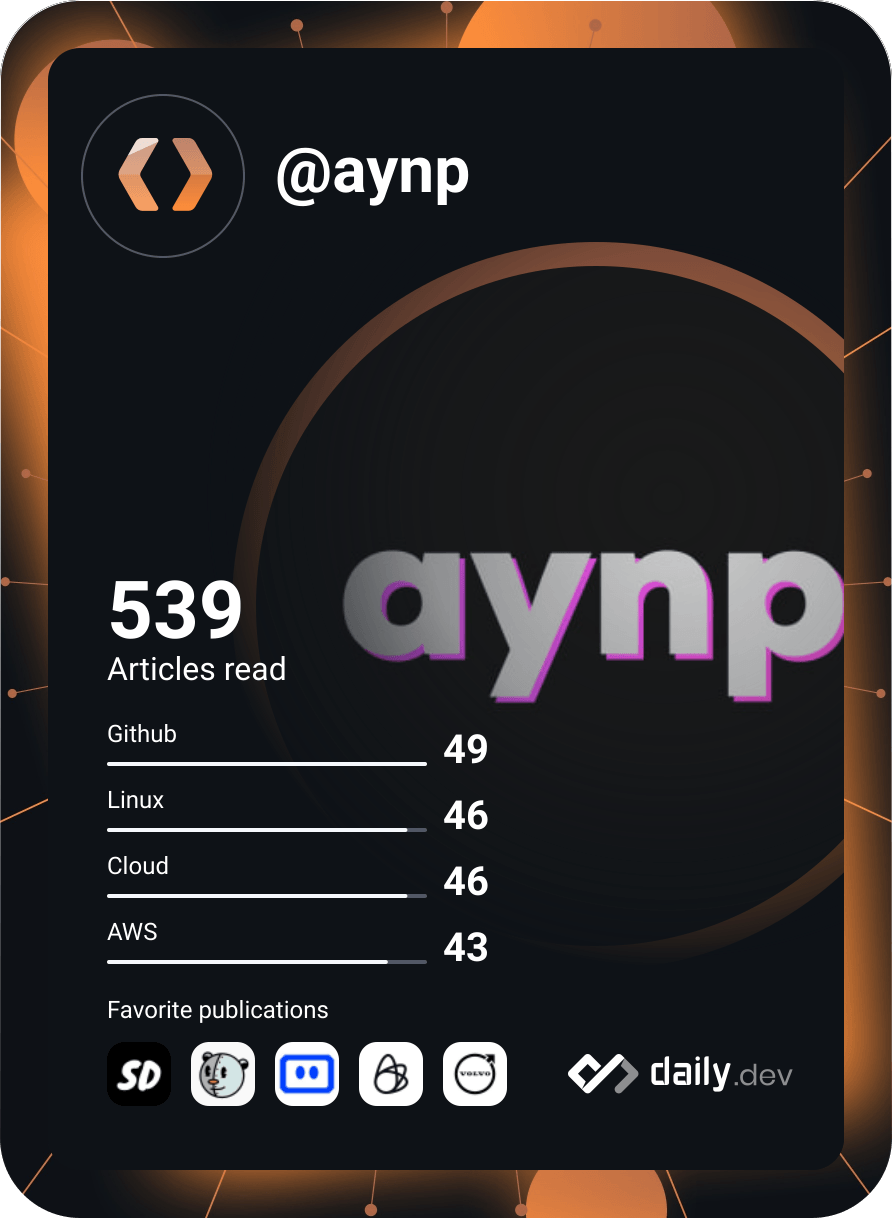 @aynp
aynp
539
Articles read
Github
49
Linux
46
Cloud
46
AWS
43
Favorite publications
SD
VOLVO
daily.dev